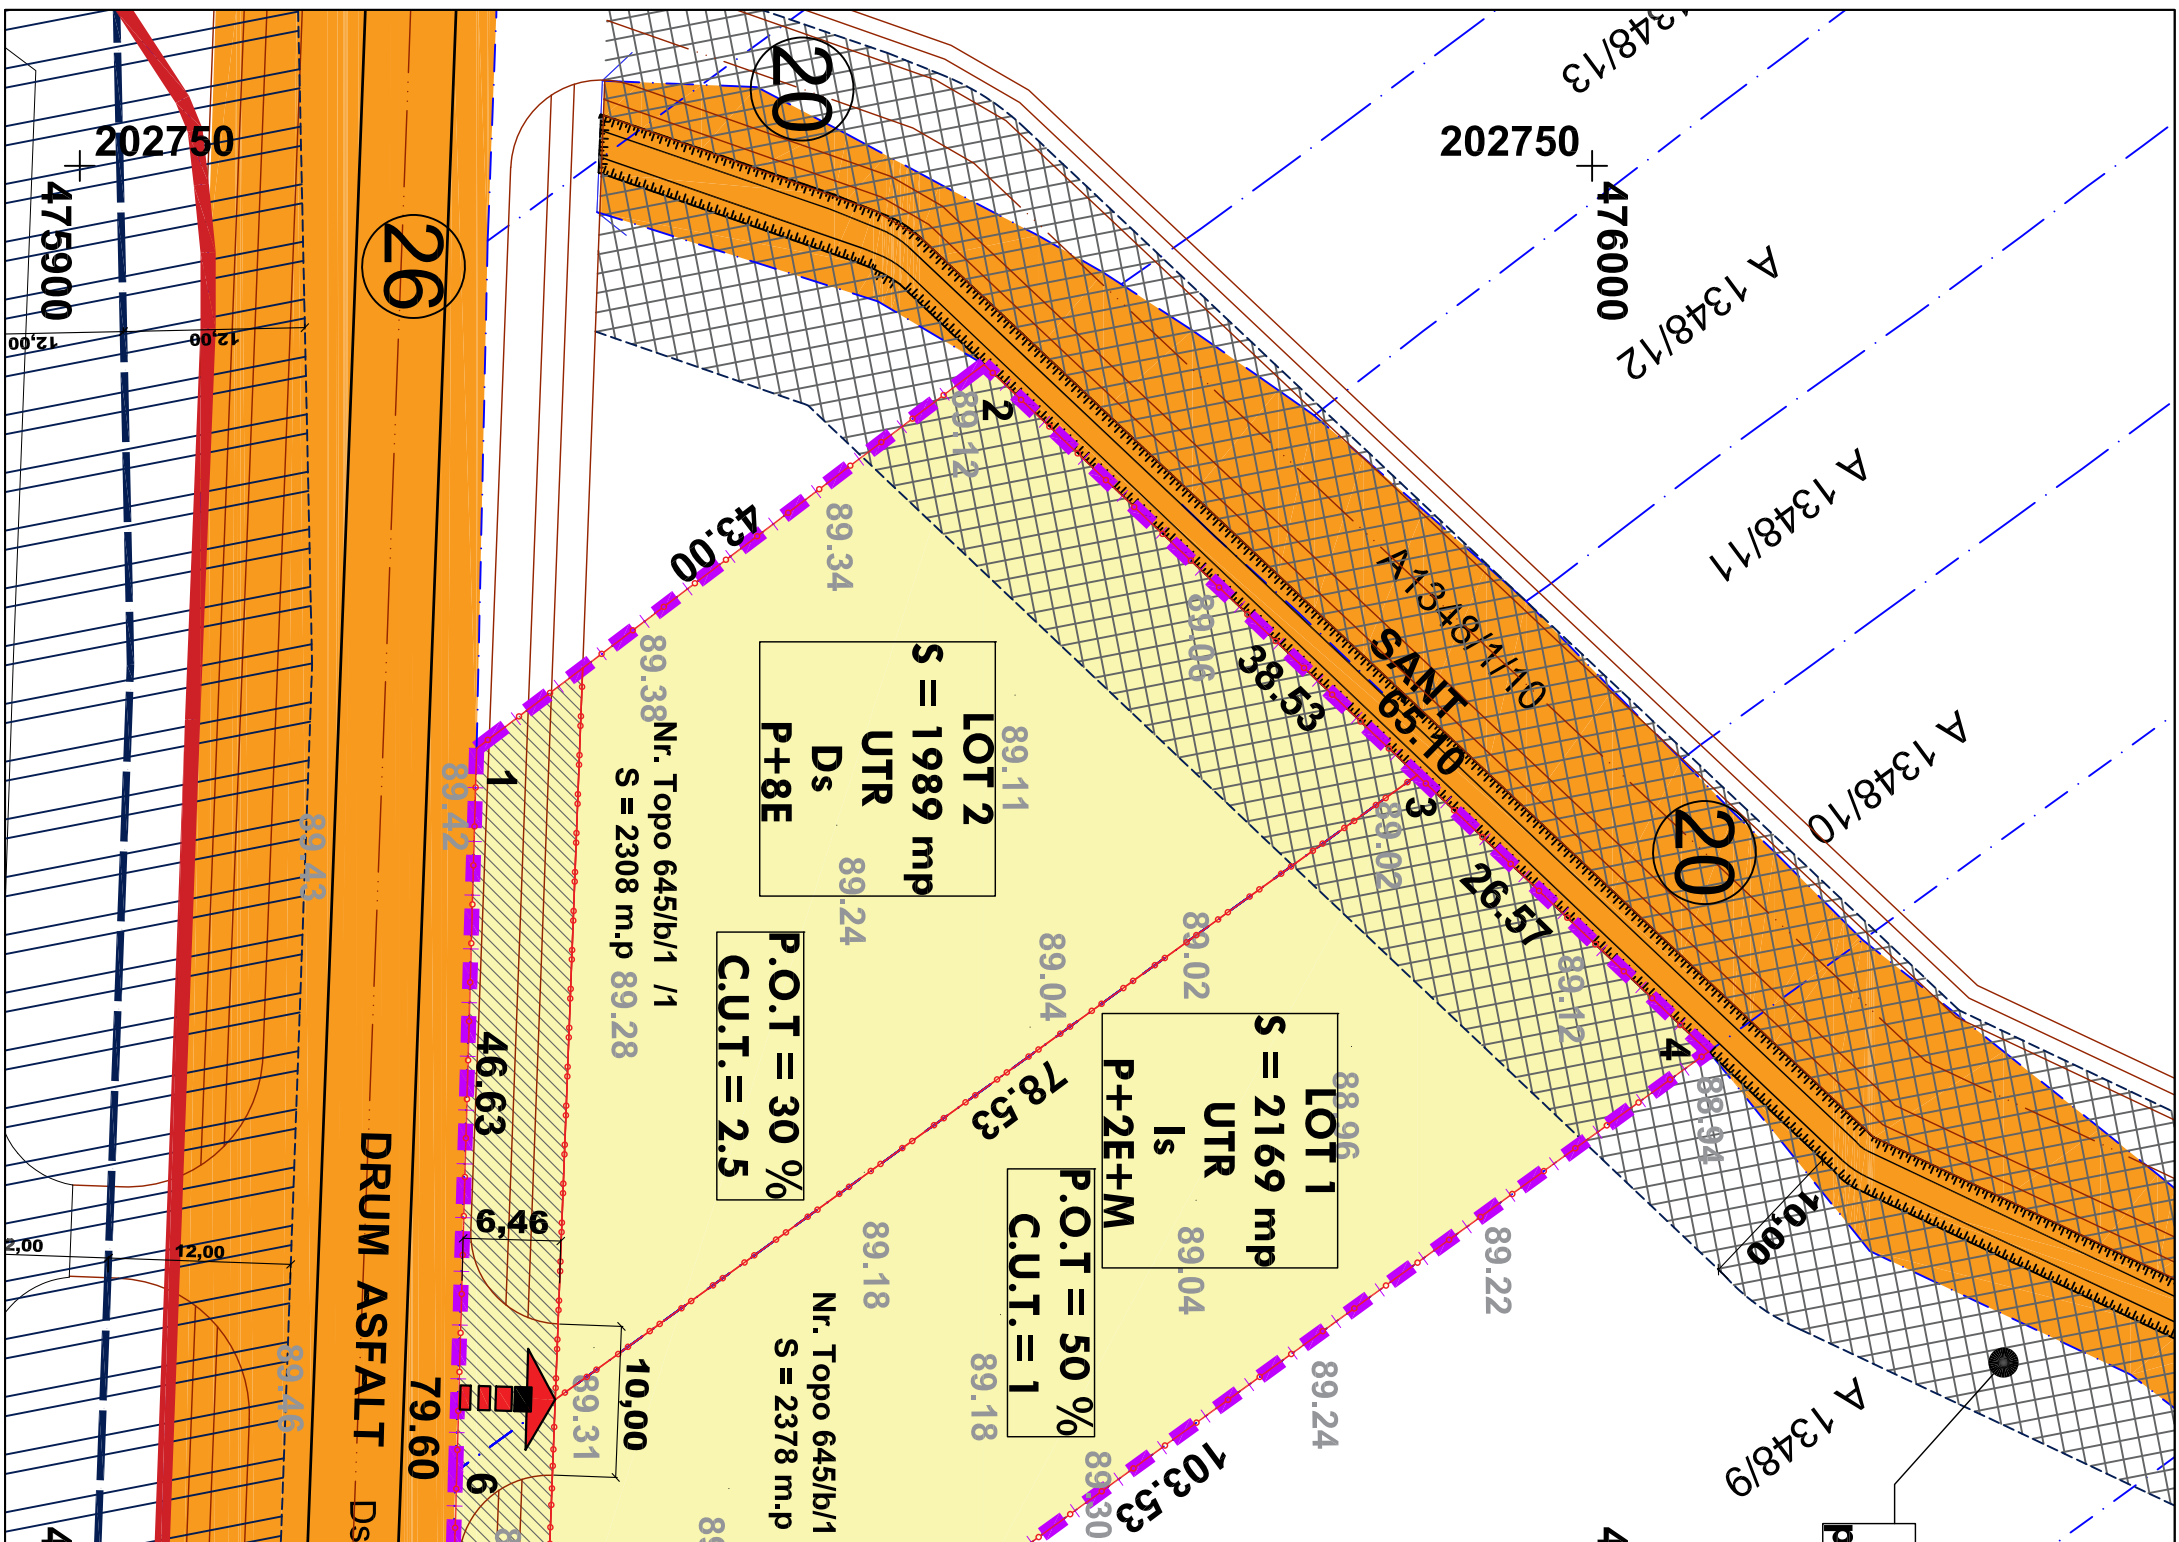 20
A 1348/12
A 1348/11
A 1348/10
A 1348/9
1348/13
202750
475900
202750
476000
26
12,00
12,00
2
89.12
43.00
89.34
89.38
89.06
38.53
SANT
A1348/1/10
65.10
20
3
89.02
26.57
89.12
4
88.94
10,00
LOT 2
S = 1989 mp
UTR
Ds
P+8E
89.11
89.24
Nr. Topo 645/b/1 /1
S = 2308 m.p
89.28
P.O.T = 30 %
C.U.T. = 2.5
1
89.42
89.43
46.63
89.04
89.02
78.53
LOT 1
S = 2169 mp
UTR
Is
P+2E+M
88.96
89.04
P.O.T = 50 %
C.U.T. = 1
89.22
89.24
89.18
89.18
Nr. Topo 645/b/1
S = 2378 m.p
103.53
89.30
6,46
10,00
89.31
6
79.60
DRUM ASFALT Ds
89.46
2,00
12,00
4
4